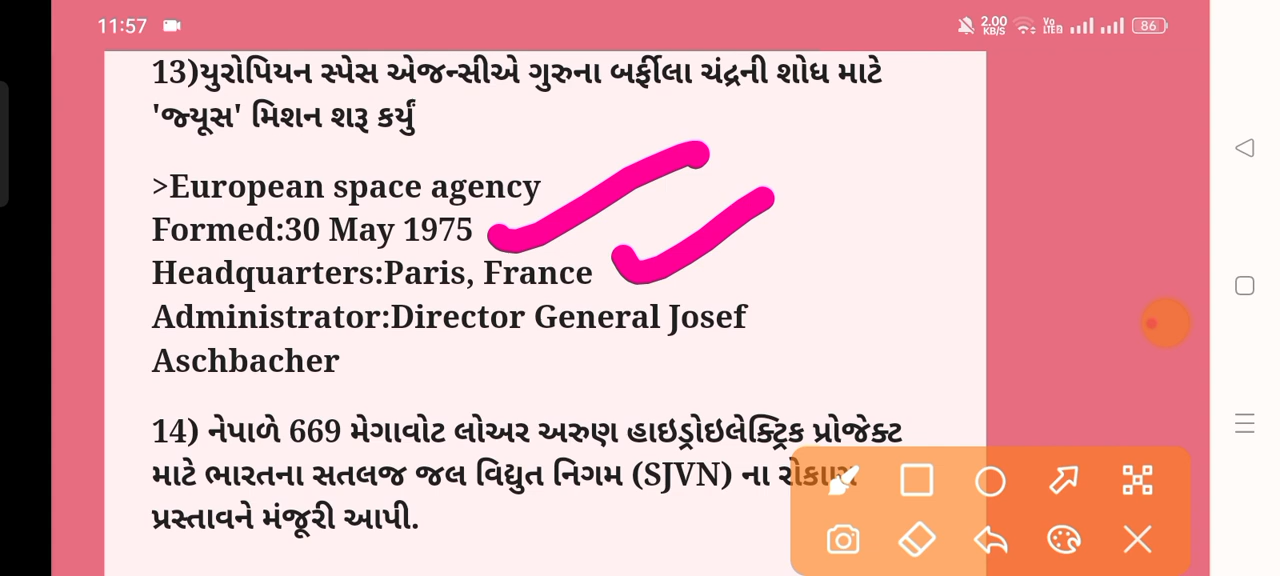 11:57
2.00 KB/S Vo LTE2 86
13)યુરોપિયન સ્પેસ એજન્સીએ ગુરુના બર્ફીલા ચંદ્રની શોધ માટે
'જ્યૂસ' મિશન શરૂ કર્યું
>European space agency
Formed:30 May 1975
Headquarters:Paris, France
Administrator:Director General Josef
Aschbacher
14) નેપાળે 669 મેગાવોટ લોઅર અરુણ હાઇડ્રોઇલેક્ટ્રિક પ્રોજેક્ટ
માટે ભારતના સતલજ જલ વિદ્યુત નિગમ (SJVN) ના
પ્રસ્તાવને મંજૂરી આપી.